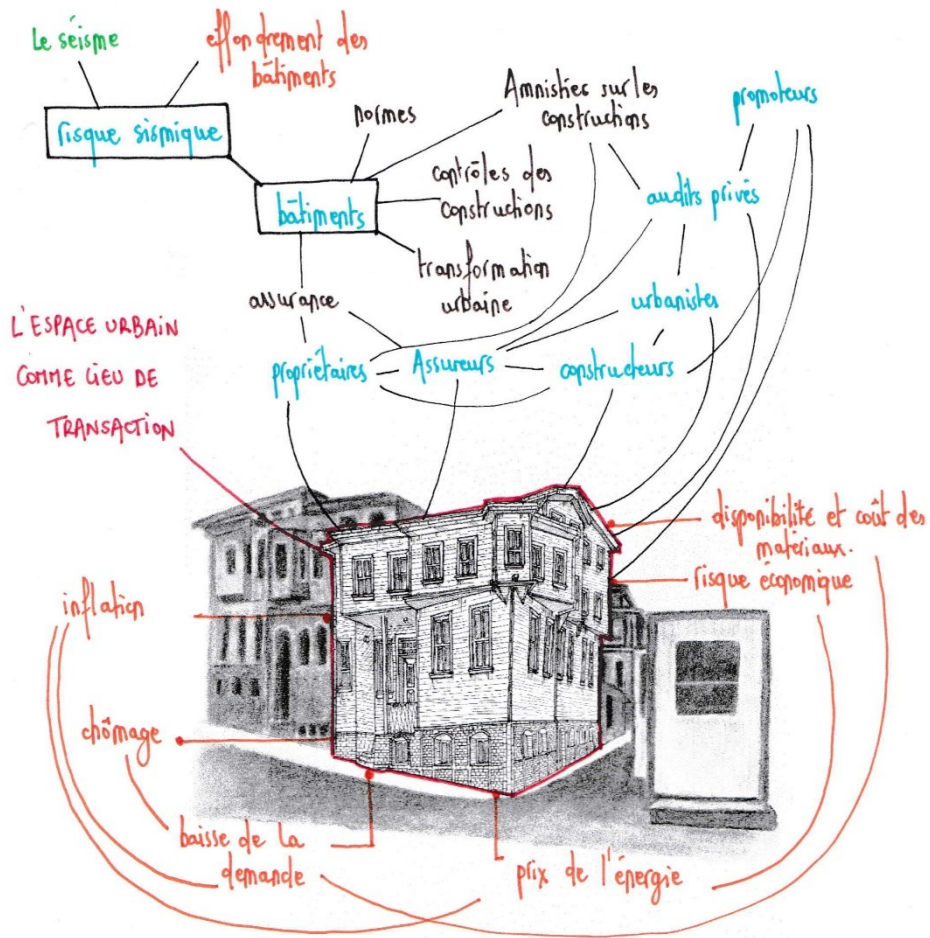 Le séisme
effondrement des
bâtiments
risque sismique
normes
Amnisties sur les
constructions
promoteurs
bâtiments
contrôles des
constructions
audits privés
transformation
urbaine
assurance
urbanistes
L'ESPACE URBAIN
COMME LIEU DE
TRANSACTION
propriétaires
Assureurs
constructeurs
disponibilité et coût des
matériaux.
risque économique
inflation
chômage
baisse de la
demande
prix de l'énergie